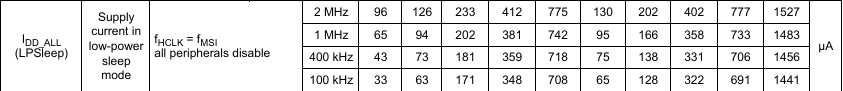 I_DD_ALL (LPSleep) Supply current in low-power sleep mode f_HCLK = f_MSI all peripherals disable
2 MHz 96 126 233 412 775 130 202 402 777 1527
1 MHz 65 94 202 381 742 95 166 358 733 1483
400 kHz 43 73 181 359 718 75 138 331 706 1456
100 kHz 33 63 171 348 708 65 128 322 691 1441
µA